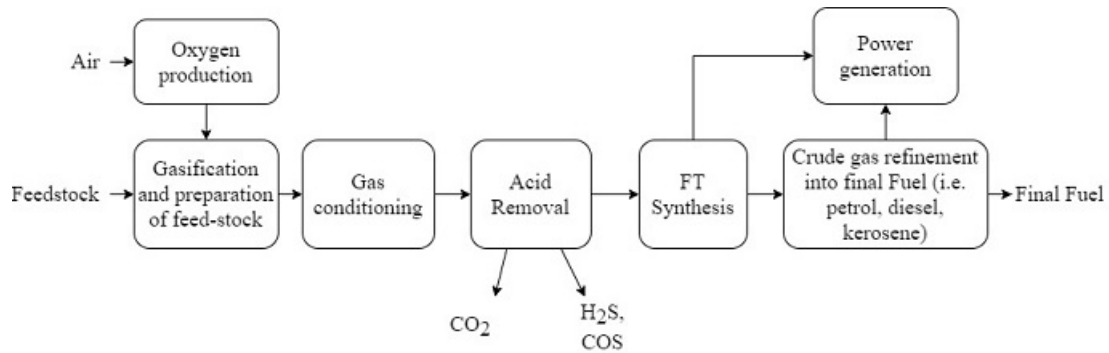 Air
Oxygen
production
Power
generation
Feedstock
Gasification
and preparation
of feed-stock
Gas
conditioning
Acid
Removal
FT
Synthesis
Crude gas refinement
into final Fuel (i.e.
petrol, diesel,
kerosene)
Final Fuel
CO2
H2S,
COS